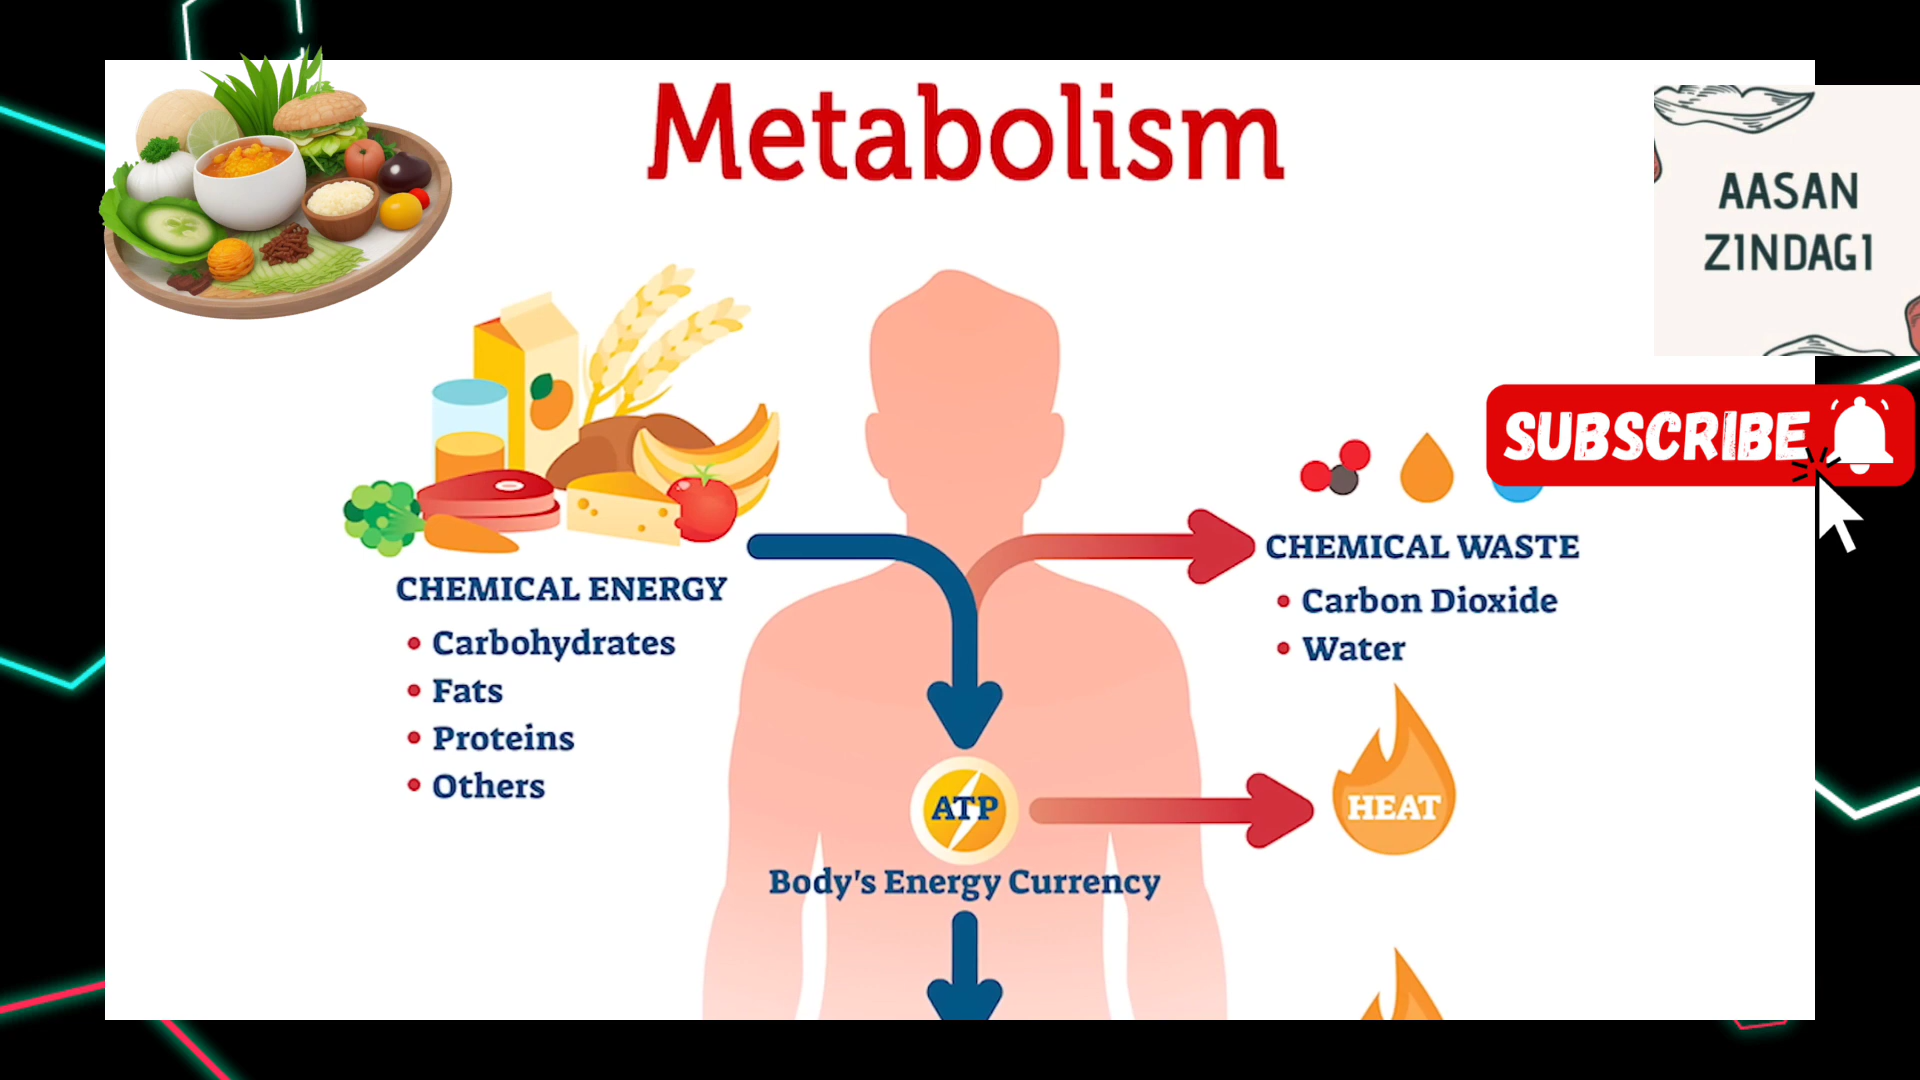 Metabolism
AASAN
ZINDAGI
SUBSCRIBE
CHEMICAL ENERGY
Carbohydrates
Fats
Proteins
Others
CHEMICAL WASTE
Carbon Dioxide
Water
ATP
HEAT
Body's Energy Currency